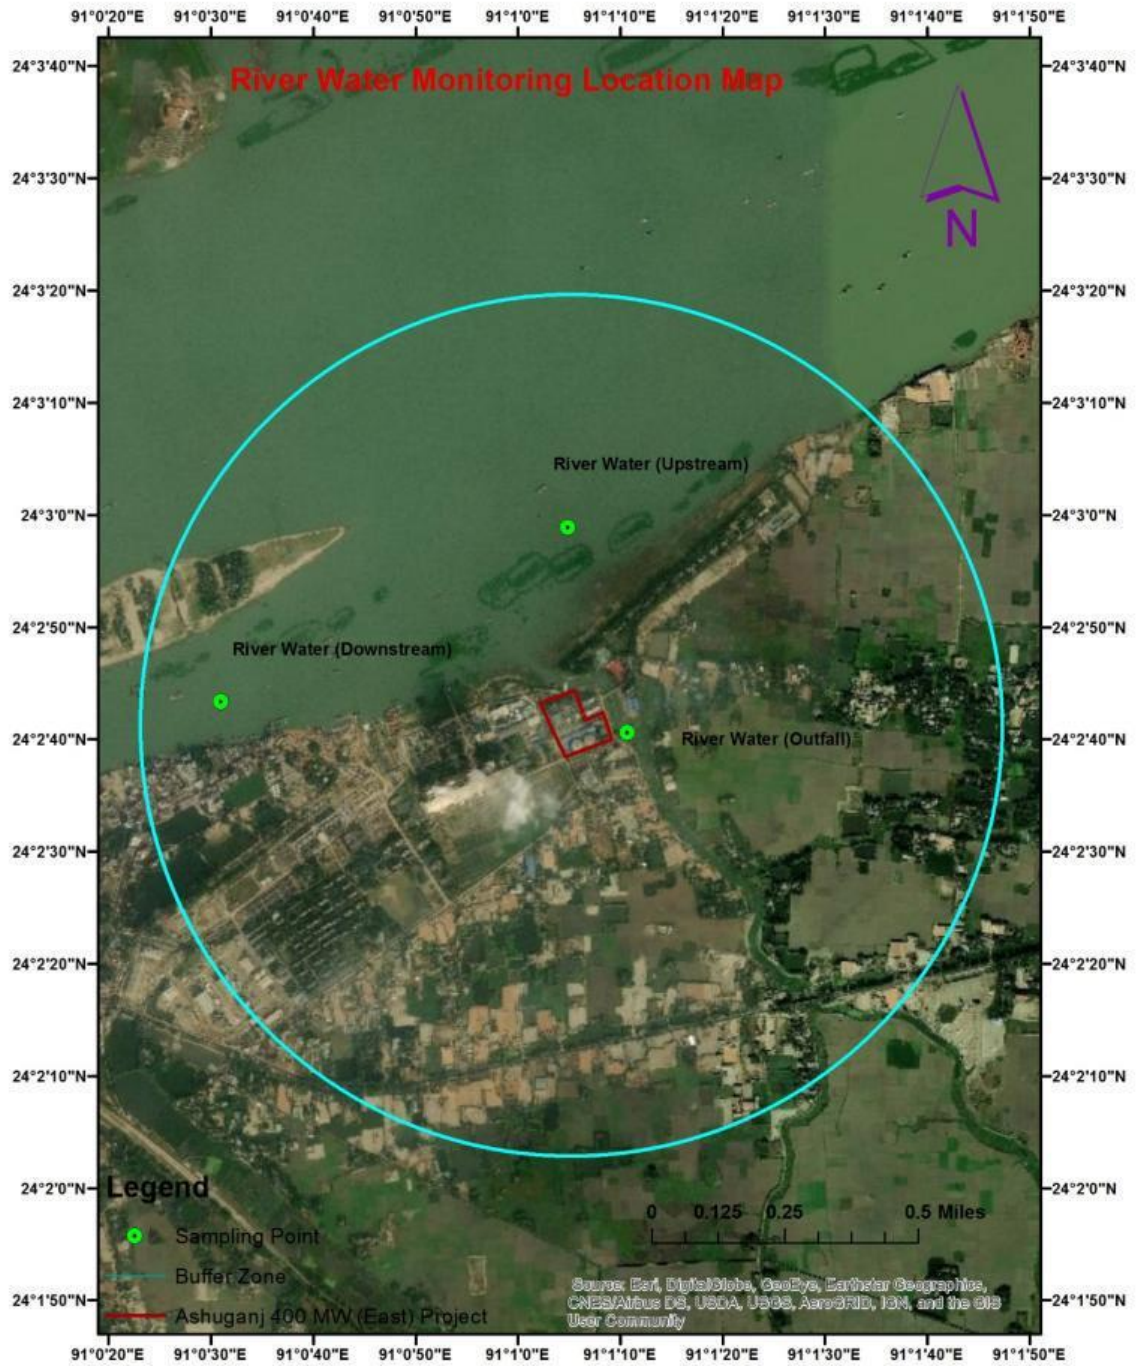 91°0'20"E 91°0'30"E 91°0'40"E 91°0'50"E 91°1'0"E 91°1'10"E 91°1'20"E 91°1'30"E 91°1'40"E 91°1'50"E
24°3'40"N 24°3'40"N
River Water Monitoring Location Map
24°3'30"N 24°3'30"N
N
24°3'20"N 24°3'20"N
24°3'10"N 24°3'10"N
River Water (Upstream)
24°3'0"N 24°3'0"N
24°2'50"N 24°2'50"N
River Water (Downstream)
24°2'40"N River Water (Outfall) 24°2'40"N
24°2'30"N 24°2'30"N
24°2'20"N 24°2'20"N
24°2'10"N 24°2'10"N
24°2'0"N 24°2'0"N
Legend
0 0.125 0.25 0.5 Miles
Sampling Point
Buffer Zone
Ashuganj 400 MW (East) Project
Source: Esri, DigitalGlobe, GeoEye, Earthstar Geographics,
CNES/Airbus DS, USDA, USGS, AeroGRID, IGN, and the GIS
User Community
24°1'50"N 24°1'50"N
91°0'20"E 91°0'30"E 91°0'40"E 91°0'50"E 91°1'0"E 91°1'10"E 91°1'20"E 91°1'30"E 91°1'40"E 91°1'50"E